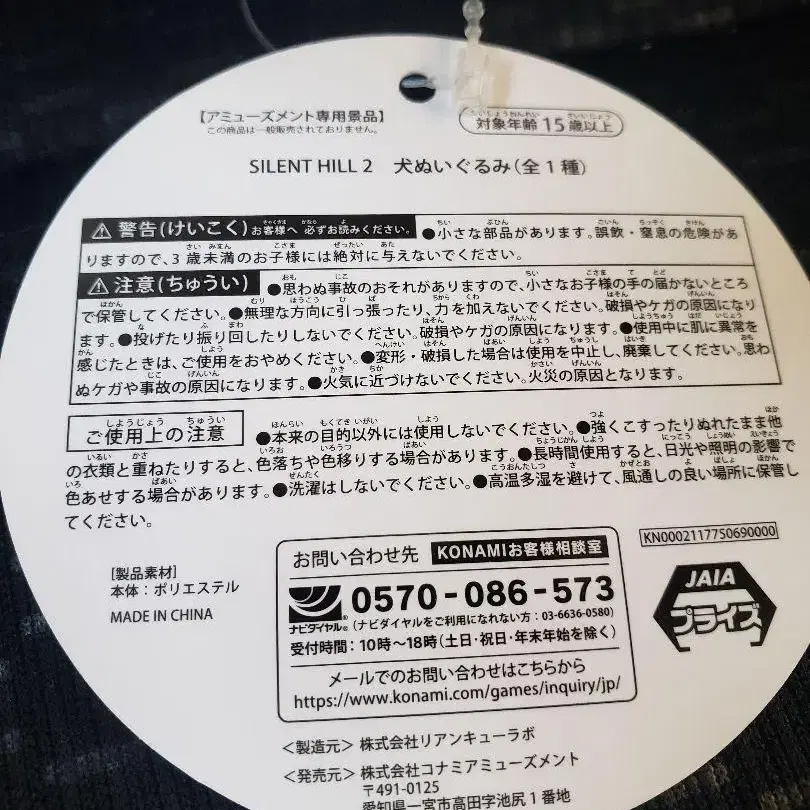 【アミューズメント専用景品】
この商品は一般販売されておりません。
対象年齢15歳以上
SILENT HILL 2 犬ぬいぐるみ(全1種)
⚠警告(けいこく)お客様へ 必ずお読みください。●小さな部品があります。誤飲・窒息の危険があ
りますので、3歳未満のお子様には絶対に与えないでください。
⚠注意(ちゅうい)●思わぬ事故のおそれがありますので、小さなお子様の手の届かないところ
で保管してください。●無理な方向に引っ張ったり、力を加えないでください。破損やケガの原因になり
ます。●投げたり振り回したりしないでください。破損やケガの原因になります。●使用中に肌に異常を
感じたときは、ご使用をおやめください。●変形・破損した場合は使用を中止し、廃棄してください。思わ
ぬケガや事故の原因になります。●火気に近づけないでください。火災の原因となります。
ご使用上の注意 ●本来の目的以外には使用しないでください。●強くこすったりぬれたまま他
の衣類と重ねたりすると、色落ちや色移りする場合があります。●長時間使用すると、日光や照明の影響で
色あせする場合があります。●洗濯はしないでください。●高温多湿を避けて、風通しの良い場所に保管し
てください。
KN00021177S0690000
[製品素材]
本体:ポリエステル
MADE IN CHINA
お問い合わせ先 KONAMIお客様相談室
ナビダイヤル® 0570-086-573
(ナビダイヤルをご利用になれない方:03-6636-0580)
受付時間:10時~18時(土日・祝日・年末年始を除く)
メールでのお問い合わせはこちらから
https://www.konami.com/games/inquiry/jp/
JAIA
プライズ
<製造元> 株式会社リアンキューラボ
<発売元> 株式会社コナミアミューズメント
〒491-0125
愛知県一宮市高田字池尻1番地